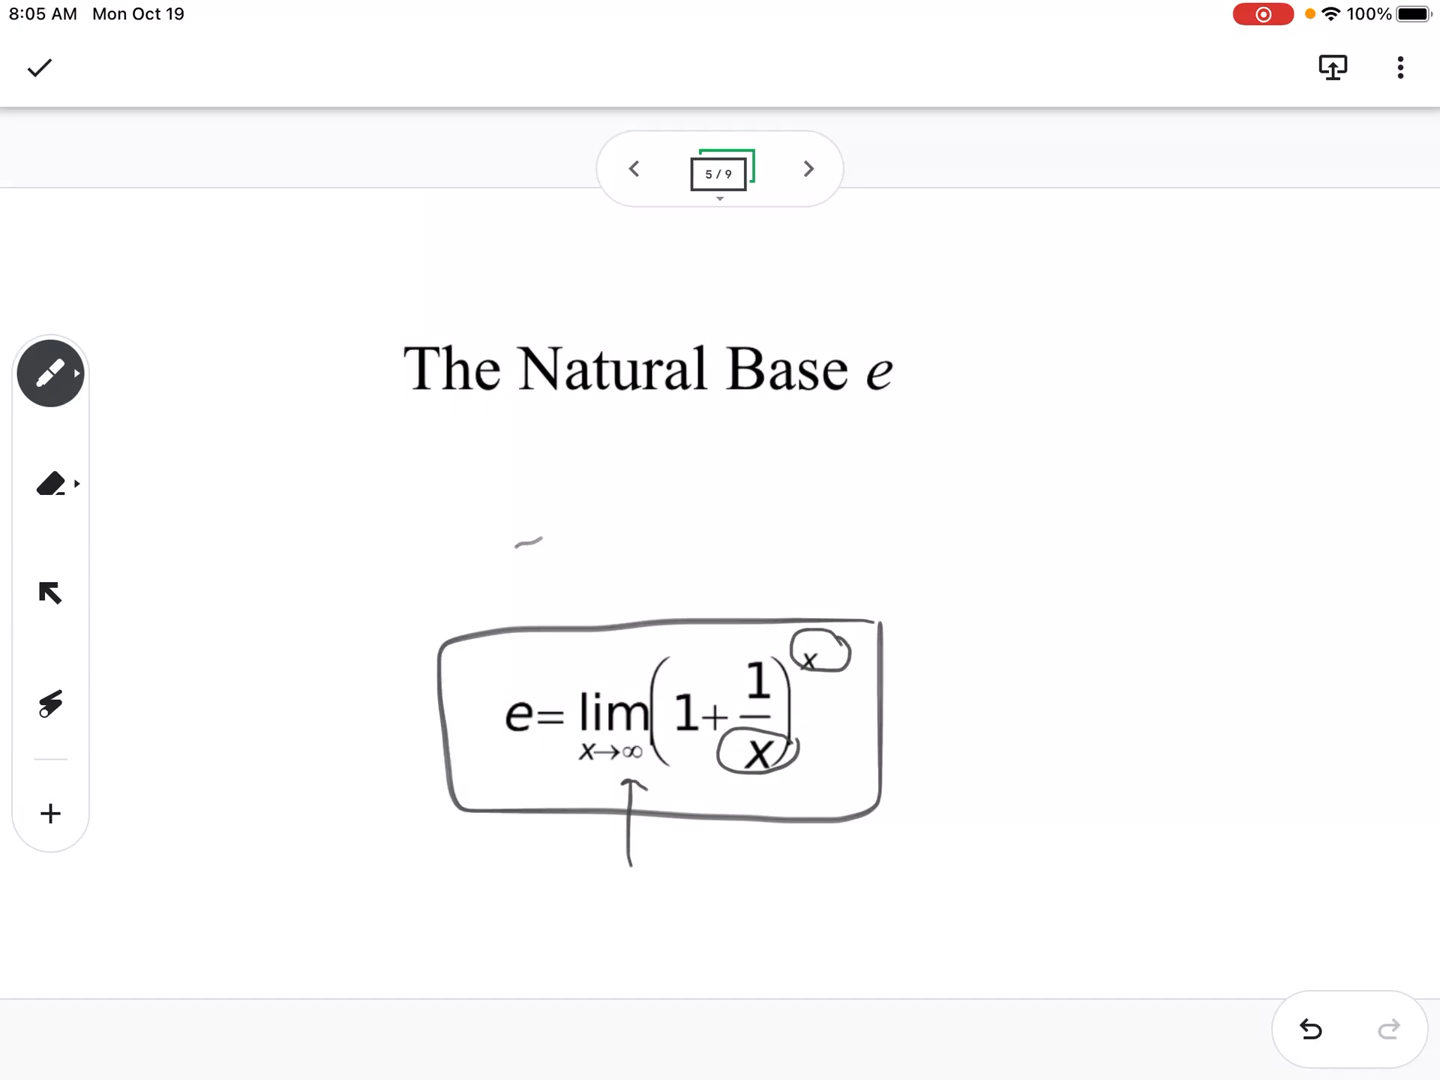 8:05 AM Mon Oct 19 100%
5 / 9
The Natural Base e
e = lim x→∞ (1 + 1/x)^x